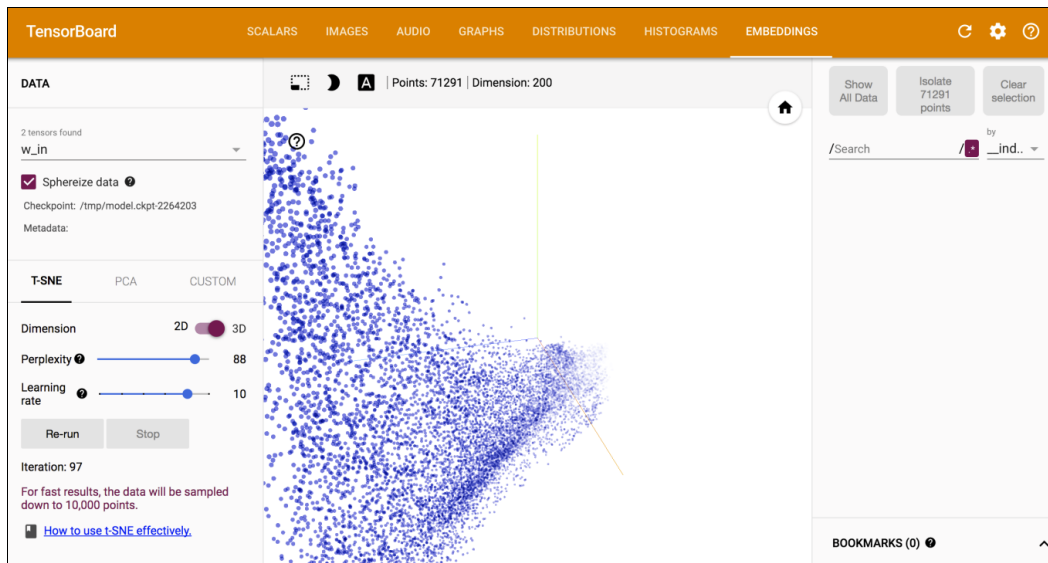 TensorBoard
SCALARS IMAGES AUDIO GRAPHS DISTRIBUTIONS HISTOGRAMS EMBEDDINGS
DATA
2 tensors found
w_in
Sphereize data
Checkpoint: /tmp/model.ckpt-2264203
Metadata:
T-SNE PCA CUSTOM
Dimension 2D 3D
Perplexity 88
Learning
rate 10
Re-run Stop
Iteration: 97
For fast results, the data will be sampled
down to 10,000 points.
How to use t-SNE effectively.
A Points: 71291 Dimension: 200
Show
All Data
Isolate
71291
points
Clear
selection
/Search /.*
by
__ind..
BOOKMARKS (0)